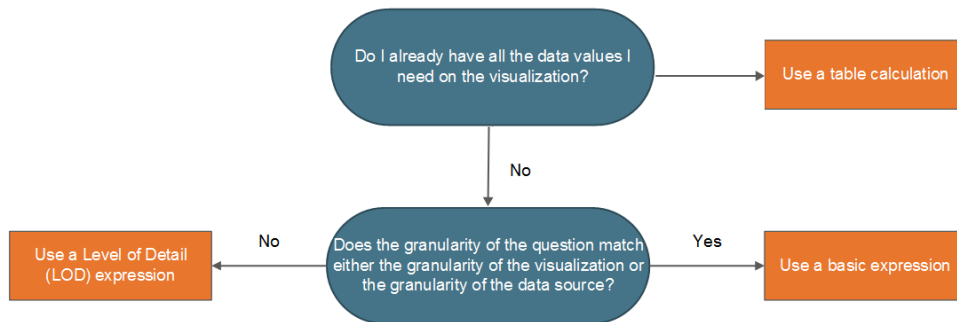 Do I already have all the data values I
need on the visualization?
Use a table calculation
No
No
Does the granularity of the question match
either the granularity of the visualization or
the granularity of the data source?
Yes
Use a Level of Detail
(LOD) expression
Use a basic expression